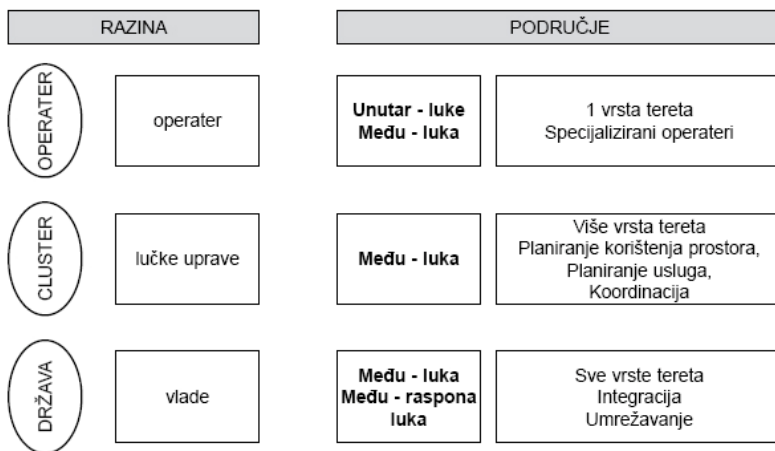 RAZINA
PODRUČJE
OPERATER
operater
Unutar - luke
Među - luka
1 vrsta tereta
Specijalizirani operateri
CLUSTER
lučke uprave
Među - luka
Više vrsta tereta
Planiranje korištenja prostora,
Planiranje usluga,
Koordinacija
DRŽAVA
vlade
Među - luka
Među - raspona
luka
Sve vrste tereta
Integracija
Umrežavanje